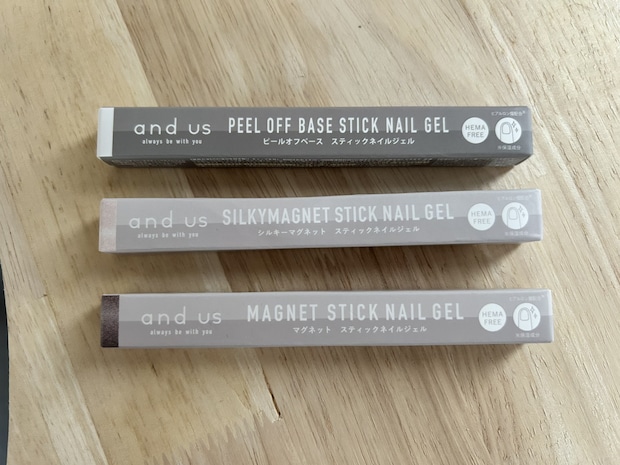 and us
always be with you
PEEL OFF BASE STICK NAIL GEL
ピールオフベース スティックネイルジェル
HEMA
FREE
and us
always be with you
SILKYMAGNET STICK NAIL GEL
シルキーマグネット スティックネイルジェル
HEMA
FREE
and us
always be with you
MAGNET STICK NAIL GEL
マグネット スティックネイルジェル
HEMA
FREE